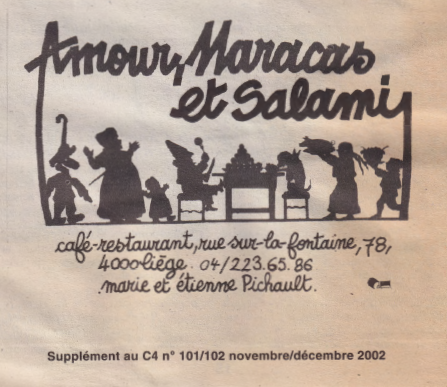 Amour, Maracas
et Salami
café-restaurant, rue sur-la-fontaine, 78,
4000 liège. 04/223.65.86
marie et étienne Pichault.
Supplément au C4 n° 101/102 novembre/décembre 2002